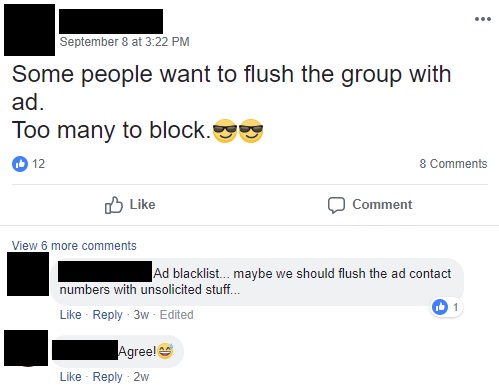 September 8 at 3:22 PM
Some people want to flush the group with
ad.
Too many to block.😎😎
12
8 Comments
Like
Comment
View 6 more comments
Ad blacklist... maybe we should flush the ad contact
numbers with unsolicited stuff...
1
Like · Reply · 3w · Edited
Agree!😅
Like · Reply · 2w